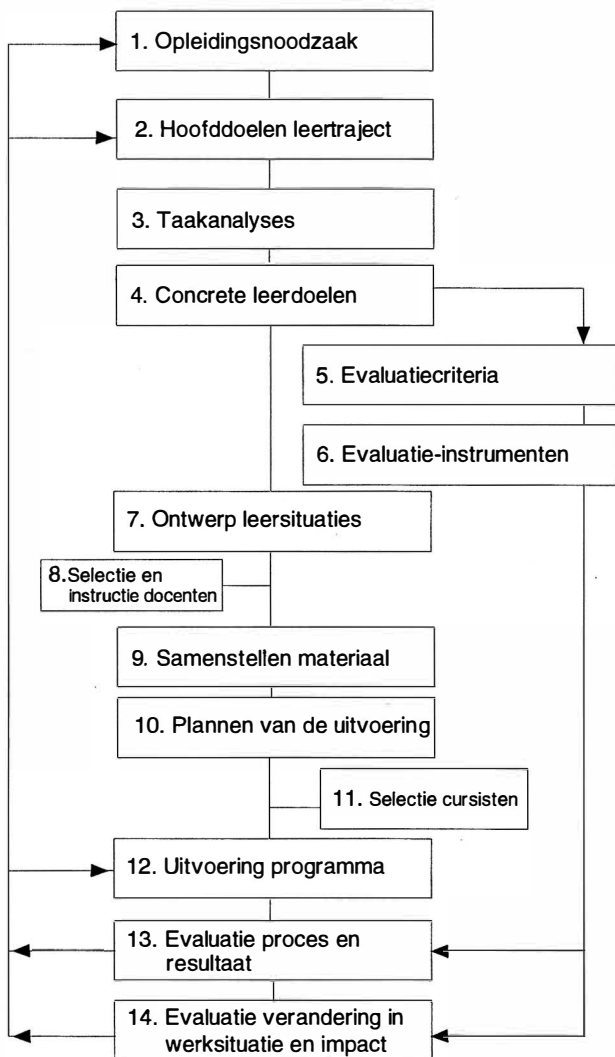 1. Opleidingsnoodzaak
2. Hoofddoelen leertraject
3. Taakanalyses
4. Concrete leerdoelen
5. Evaluatiecriteria
6. Evaluatie-instrumenten
7. Ontwerp leersituaties
8.Selectie en
instructie docenten
9. Samenstellen materiaal
10. Plannen van de uitvoering
11. Selectie cursisten
12. Uitvoering programma
13. Evaluatie proces en
resultaat
14. Evaluatie verandering in
werksituatie en impact